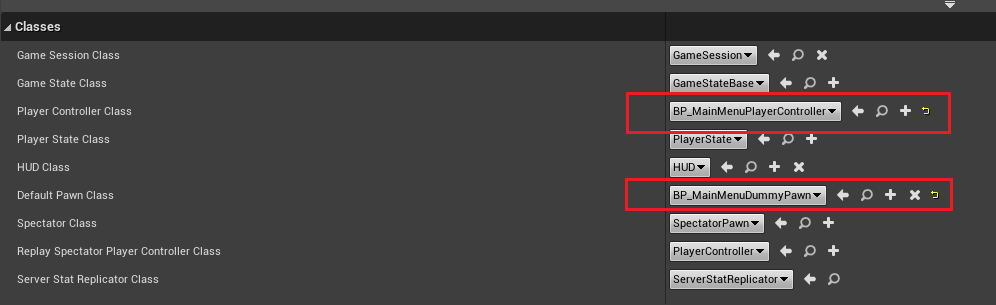 Classes
Game Session Class GameSession
Game State Class GameStateBase
Player Controller Class BP_MainMenuPlayerController
Player State Class PlayerState
HUD Class HUD
Default Pawn Class BP_MainMenuDummyPawn
Spectator Class SpectatorPawn
Replay Spectator Player Controller Class PlayerController
Server Stat Replicator Class ServerStatReplicator